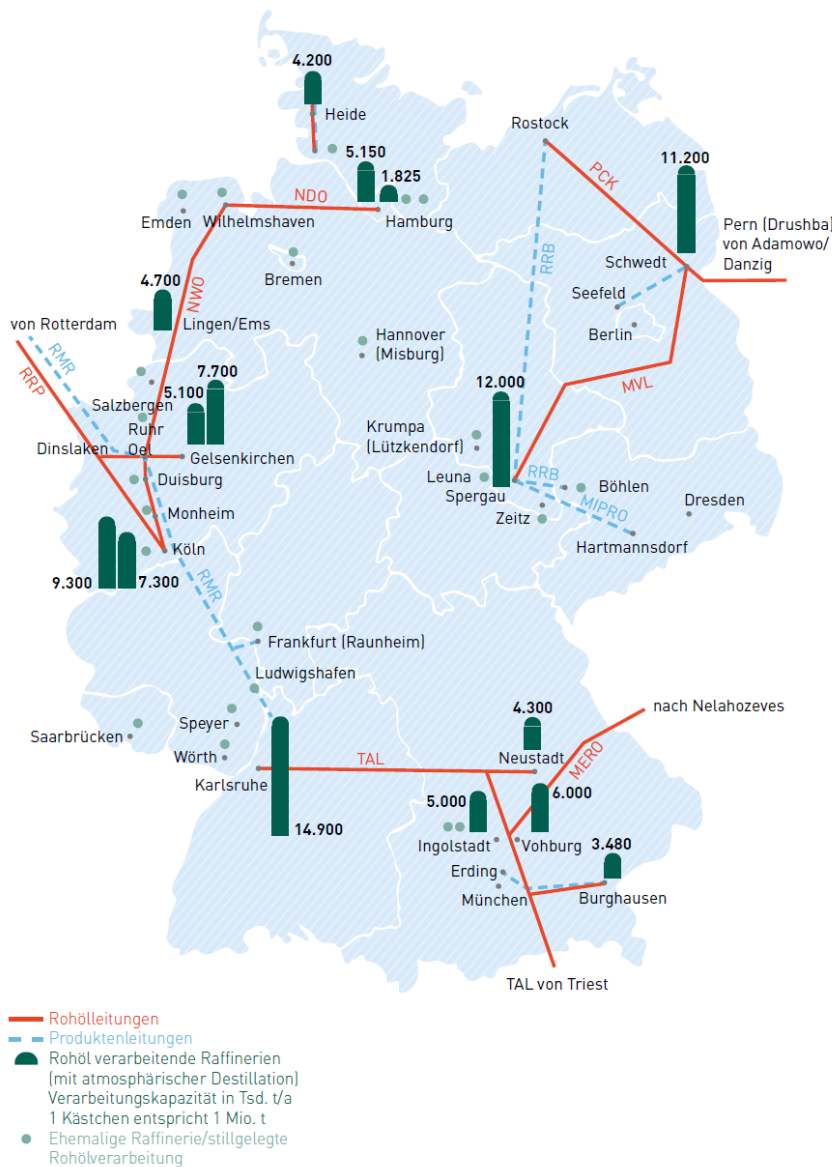 4.200
Heide
Rostock
5.150
1.825
11.200
PCK
NDO
Emden
Wilhelmshaven
Hamburg
Pern (Drushba)
von Adamowo/
Danzig
RRB
Schwedt
Bremen
Seefeld
4.700
NWO
Lingen/Ems
Berlin
von Rotterdam
Hannover
(Misburg)
RMR
RRP
7.700
MVL
5.100
Salzbergen
12.000
Ruhr
Oel
Krumpa
(Lützkendorf)
Dinslaken
Gelsenkirchen
Duisburg
Leuna
Spergau
RRB
Böhlen
MIPRO
Dresden
Monheim
Zeitz
Hartmannsdorf
Köln
9.300
7.300
RMR
Frankfurt (Raunheim)
Ludwigshafen
4.300
nach Nelahozeves
Speyer
Saarbrücken
Wörth
TAL
Neustadt
MERO
Karlsruhe
5.000
6.000
14.900
Ingolstadt
Vohburg
3.480
Erding
München
Burghausen
TAL von Triest
Rohölleitungen
Produktenleitungen
Rohöl verarbeitende Raffinerien
(mit atmosphärischer Destillation)
Verarbeitungskapazität in Tsd. t/a
1 Kästchen entspricht 1 Mio. t
Ehemalige Raffinerie/stillgelegte
Rohölverarbeitung